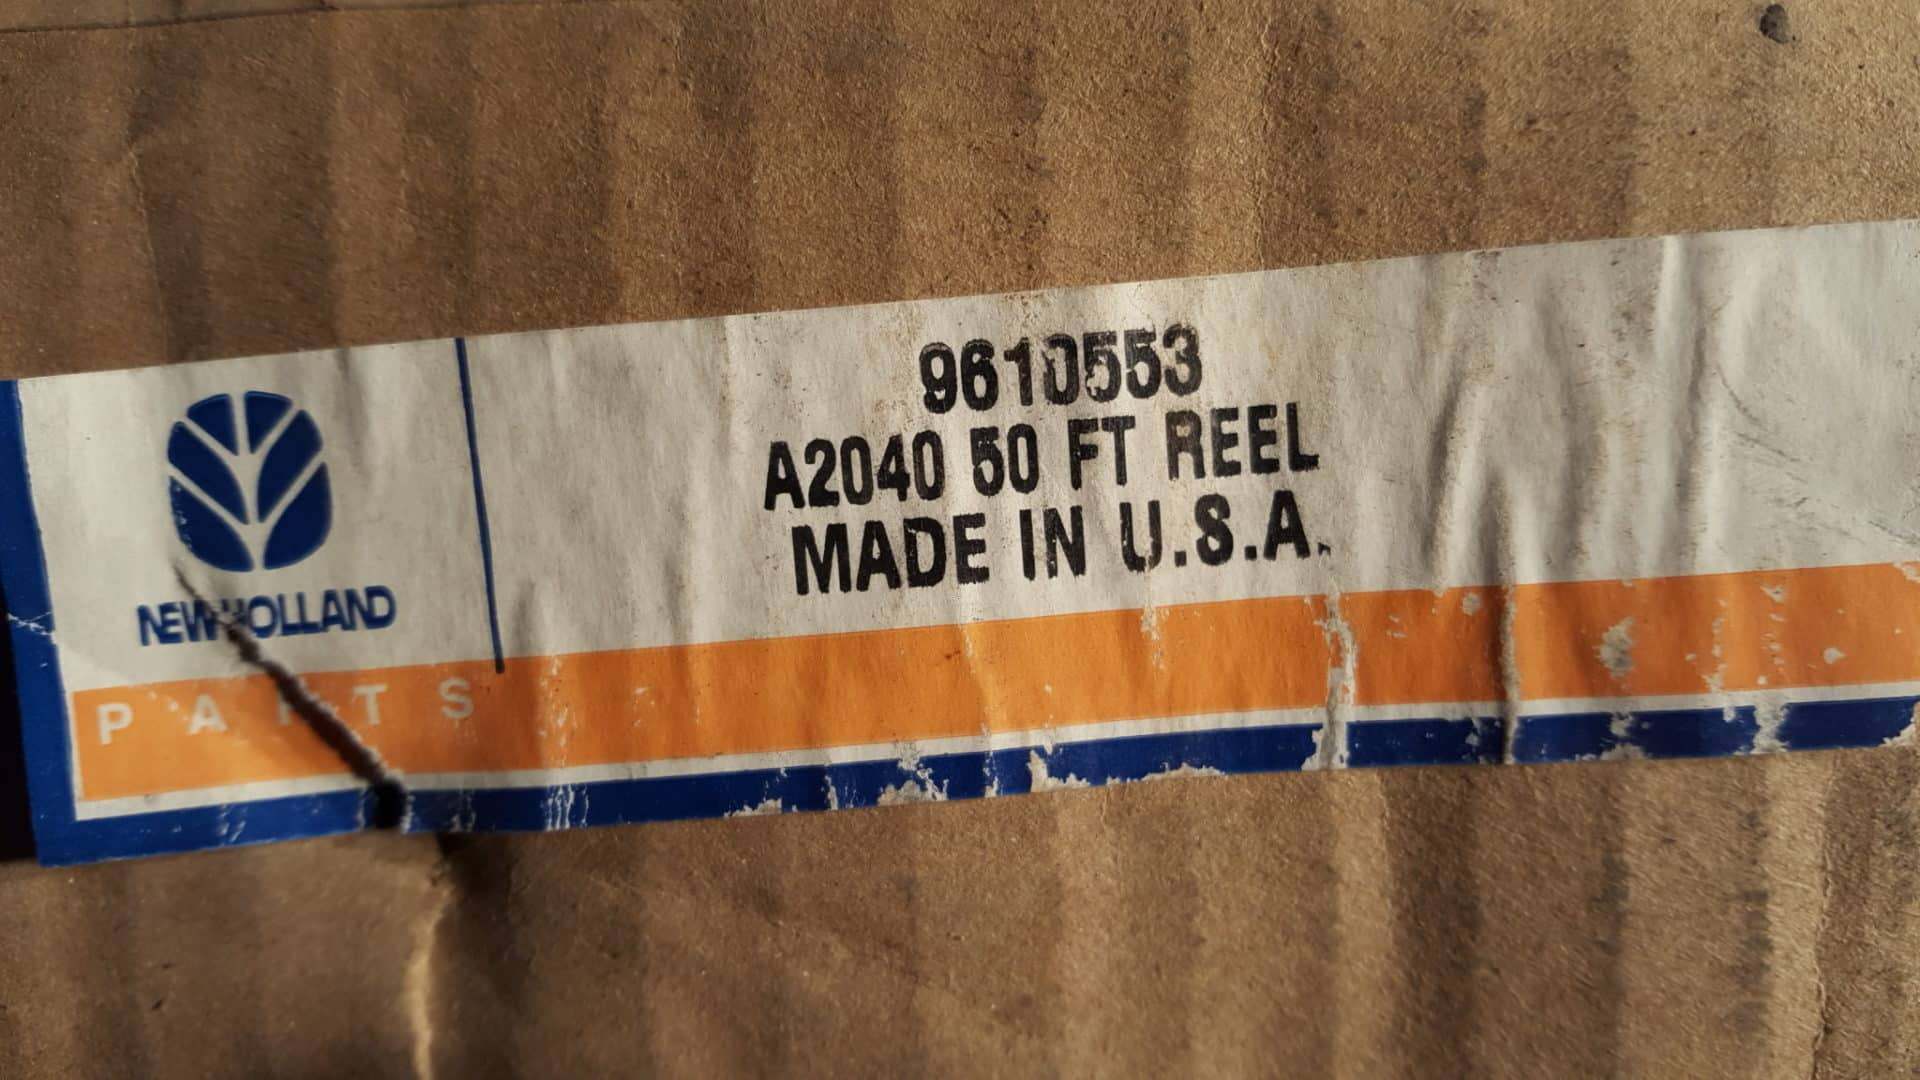 NEW HOLLAND
PARTS
9610553
A2040 50 FT REEL
MADE IN U.S.A.